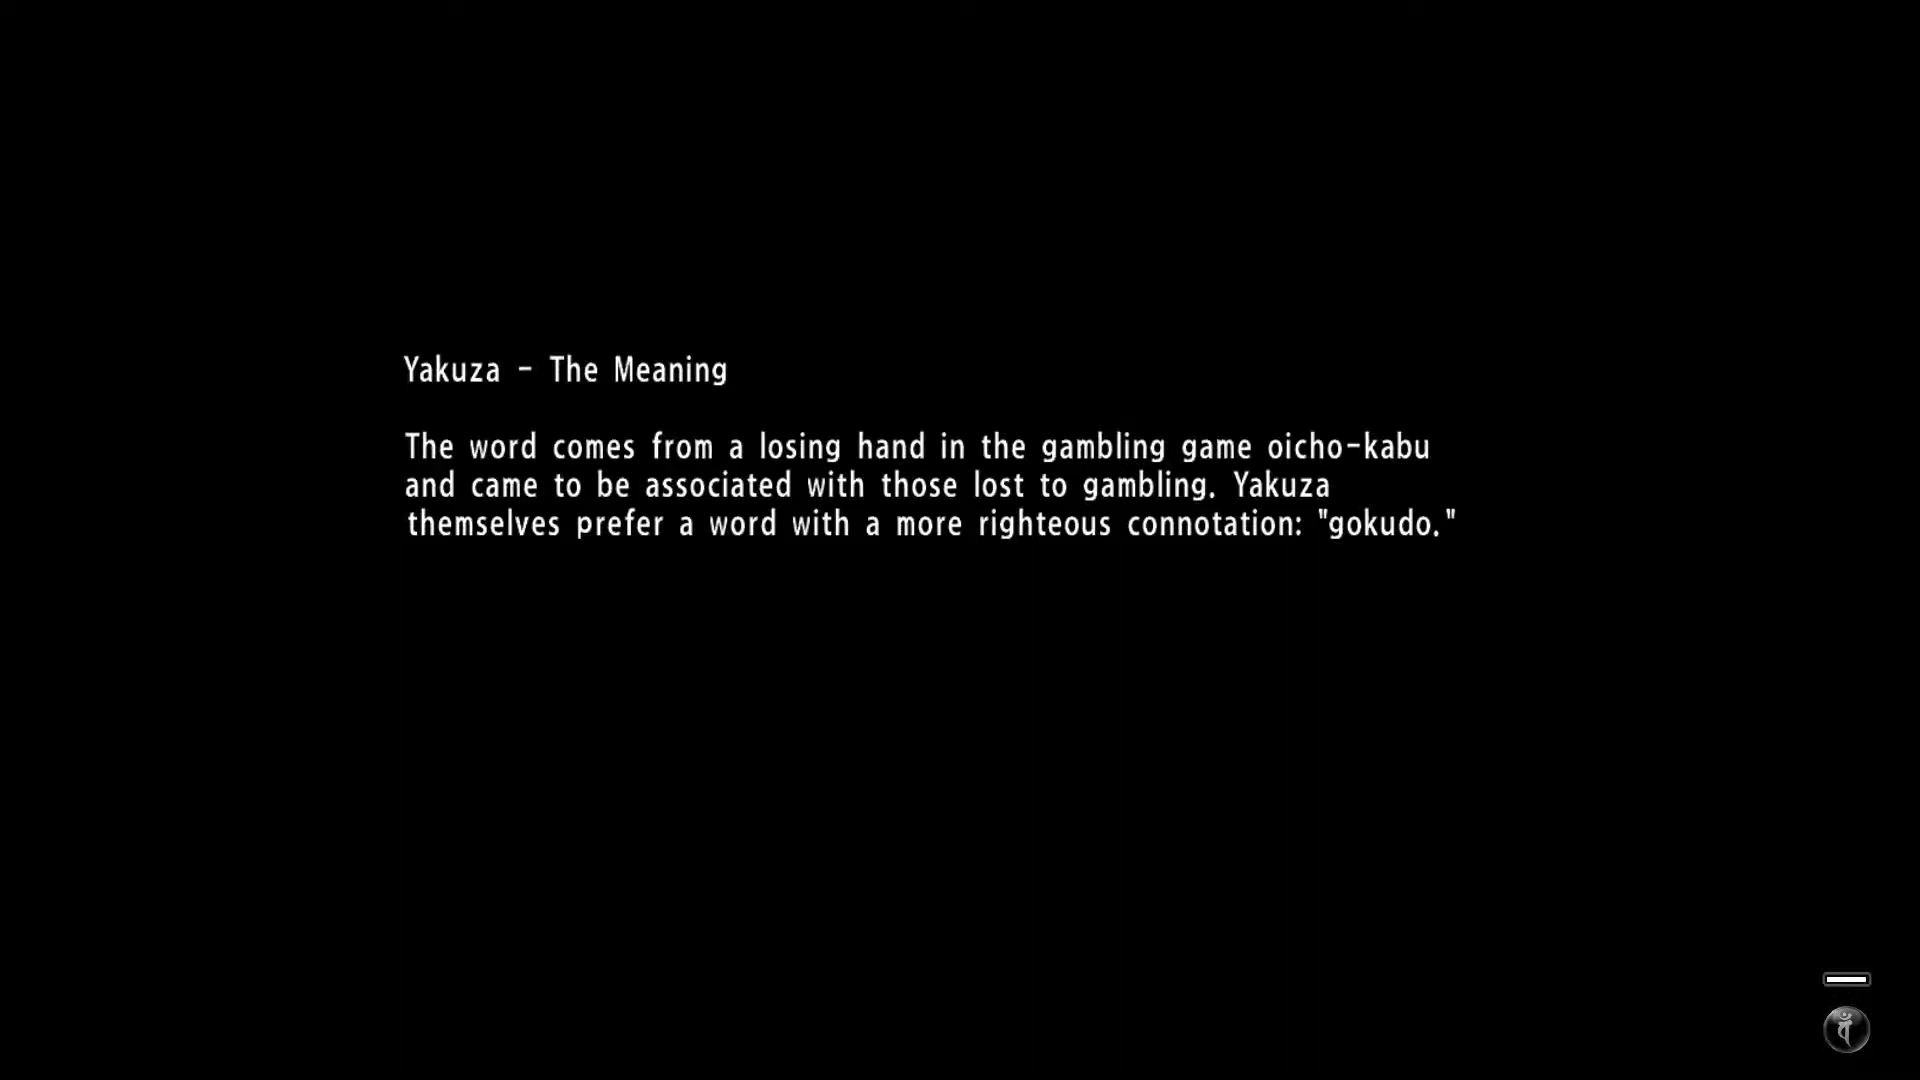 Yakuza - The Meaning
The word comes from a losing hand in the gambling game oicho-kabu
and came to be associated with those lost to gambling. Yakuza
themselves prefer a word with a more righteous connotation: "gokudo."